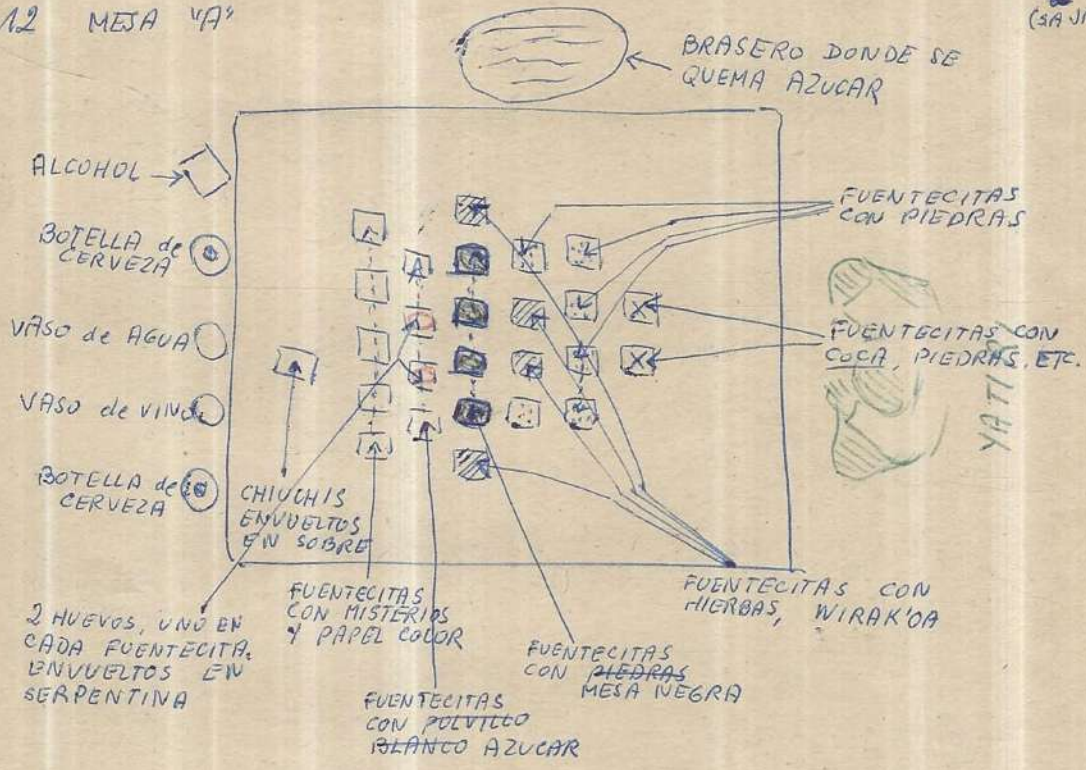 12 MESA "A"
BRASERO DONDE SE
QUEMA AZUCAR
ALCOHOL
BOTELLA de
CERVEZA
VASO de AGUA
VASO de VINO
BOTELLA de
CERVEZA
FUENTECITAS
CON PIEDRAS
FUENTECITAS CON
COCA, PIEDRAS, ETC.
YATIRI
CHIUCHIS
ENVUELTOS
EN SOBRE
2 HUEVOS, UNO EN
CADA FUENTECITA.
ENVUELTOS EN
SERPENTINA
FUENTECITAS
CON MISTERIOS
Y PAPEL COLOR
FUENTECITAS
CON POLVILLO
BLANCO AZUCAR
FUENTECITAS
CON PIEDRAS
MESA NEGRA
FUENTECITAS CON
HIERBAS, WIRAK'OA